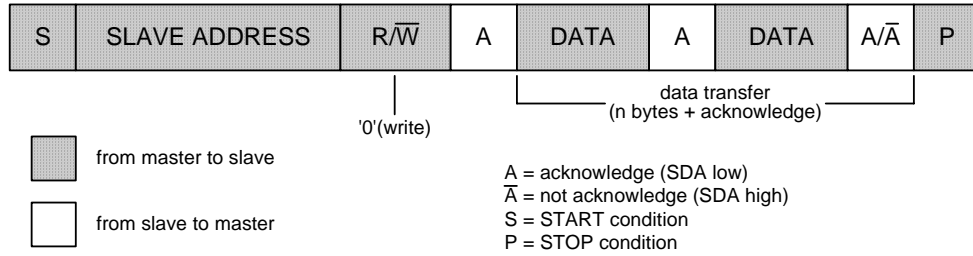 S SLAVE ADDRESS R/W̅ A DATA A DATA A/A̅ P
data transfer
(n bytes + acknowledge)
'0'(write)
from master to slave
from slave to master
A = acknowledge (SDA low)
A̅ = not acknowledge (SDA high)
S = START condition
P = STOP condition